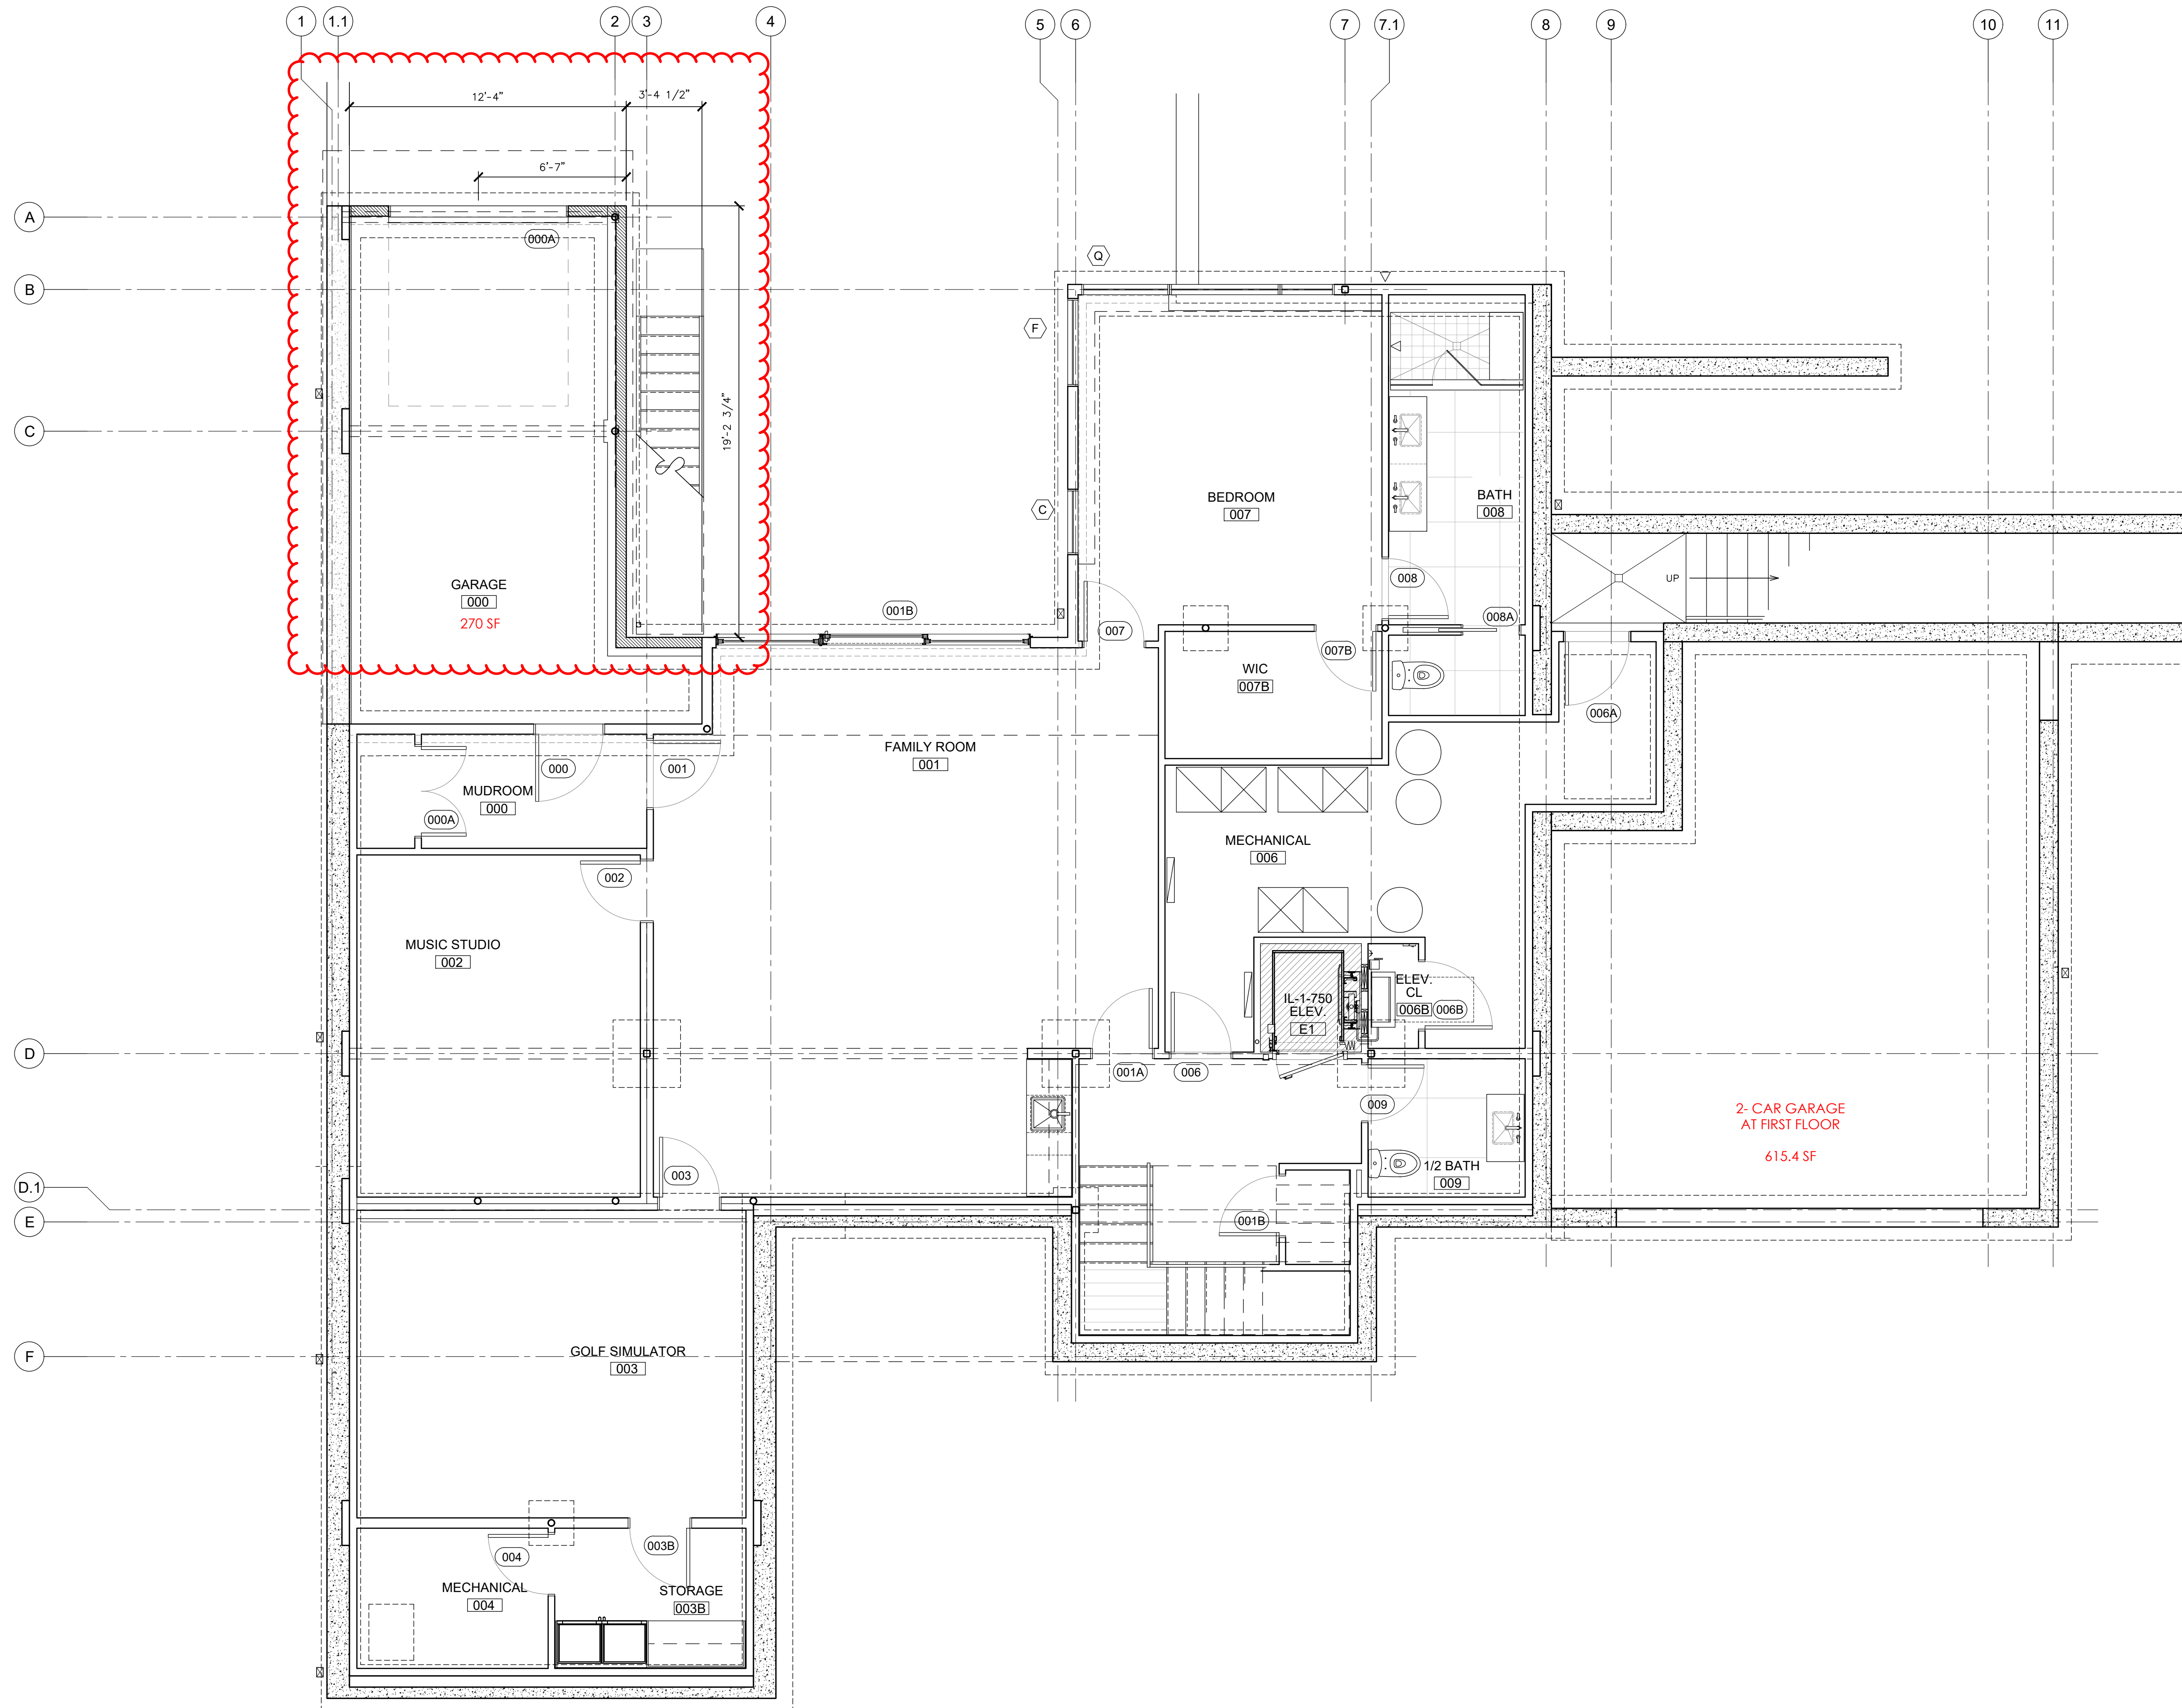 1
1.1
2
3
4
5
6
7
7.1
8
9
10
11
12'-4"
3'-4 1/2"
6'-7"
A
000A
Q
B
F
19'-2 3/4"
C
BEDROOM
007
BATH
008
C
GARAGE
000
270 SF
008
UP
001B
007
008A
007B
WIC
007B
006A
FAMILY ROOM
001
000
001
MUDROOM
000
000A
MECHANICAL
006
002
MUSIC STUDIO
002
IL-1-750
ELEV.
E1
ELEV.
CL
006B
006B
D
001A
006
009
2- CAR GARAGE
AT FIRST FLOOR
615.4 SF
003
1/2 BATH
009
D.1
E
001B
F
GOLF SIMULATOR
003
003B
004
MECHANICAL
004
STORAGE
003B